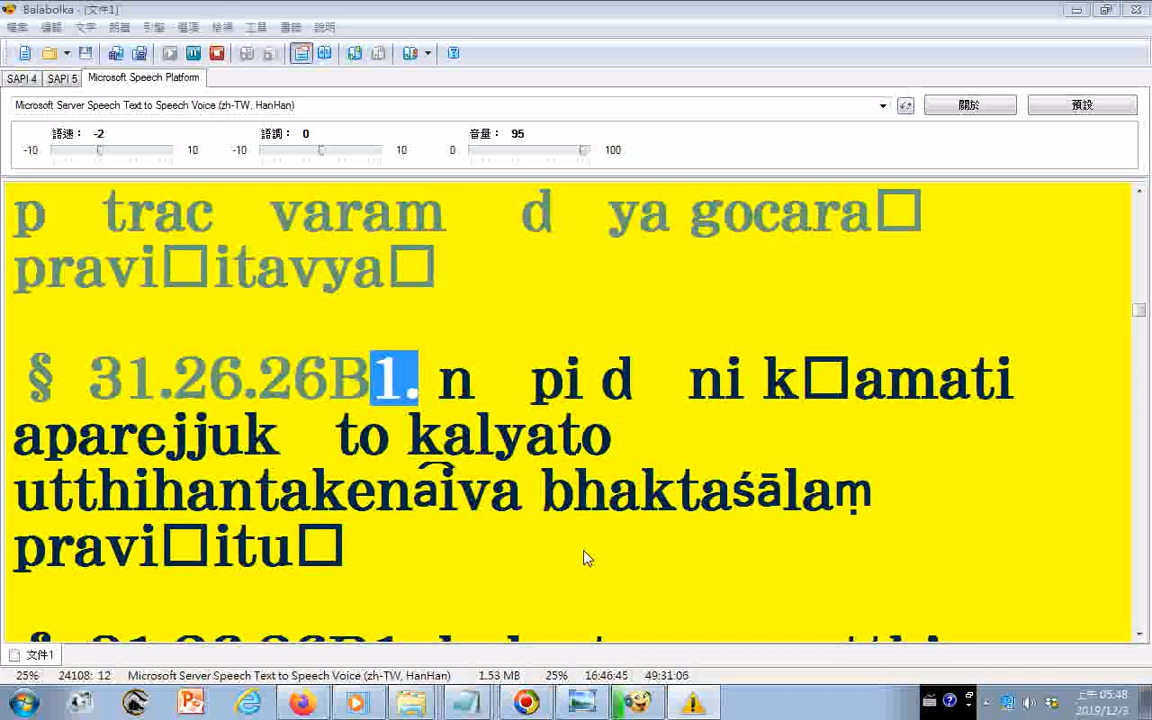 Balabolka - [文件1]
檔案 編輯 文字 朗讀 引擎 選項 檢視 工具 書籤 說明
SAPI 4 SAPI 5 Microsoft Speech Platform
Microsoft Server Speech Text to Speech Voice (zh-TW, HanHan) 關於 預設
語速： -2 語調： 0 音量： 95
-10 10 -10 10 0 100
p trac varam d ya gocara□
pravi□itavya□
§ 31.26.26B1. n pi d ni k□amati
aparejjuk to kalyato
utthihantakenaiva bhaktaśālaṃ
pravi□itu□
文件1
25% 24108: 12 Microsoft Server Speech Text to Speech Voice (zh-TW, HanHan) 1.53 MB 25% 16:46:45 49:31:06
上午 05:48
2019/12/3